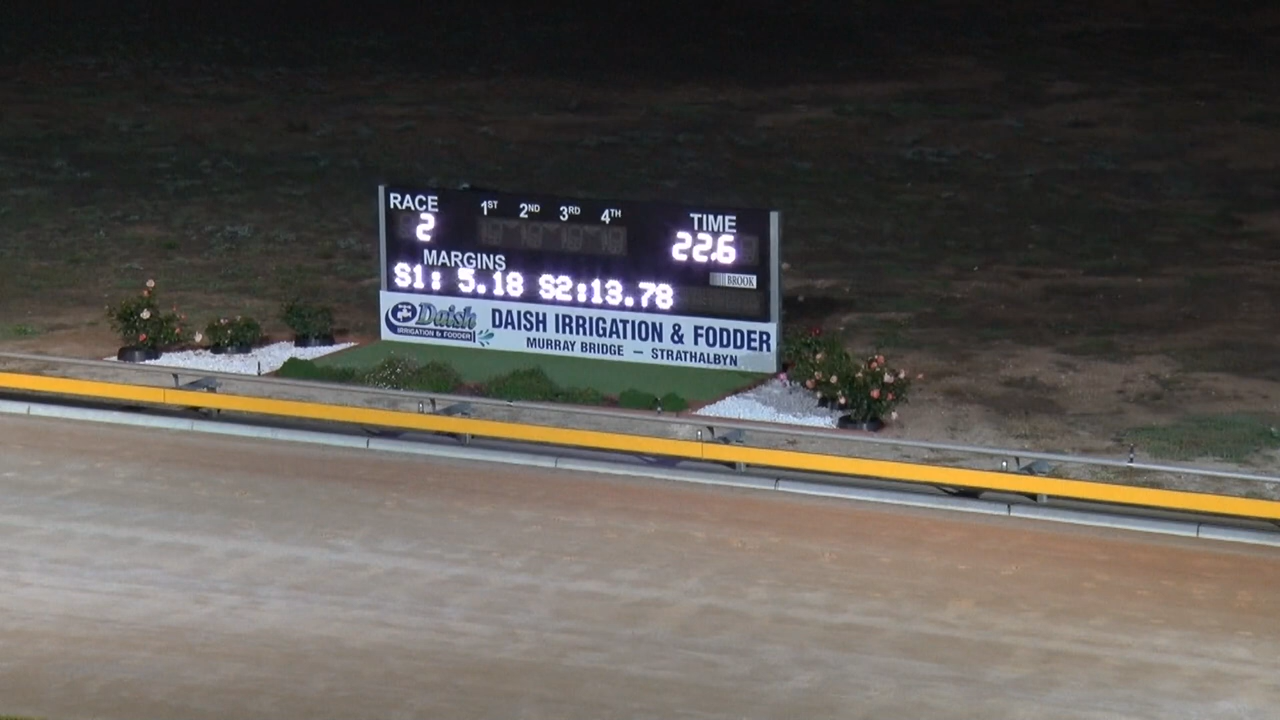 RACE 1ST 2ND 3RD 4TH TIME
2 22.6
MARGINS
BROOK
S1: 5.18 S2:13.78
Daish
IRRIGATION & FODDER
DAISH IRRIGATION & FODDER
MURRAY BRIDGE — STRATHALBYN